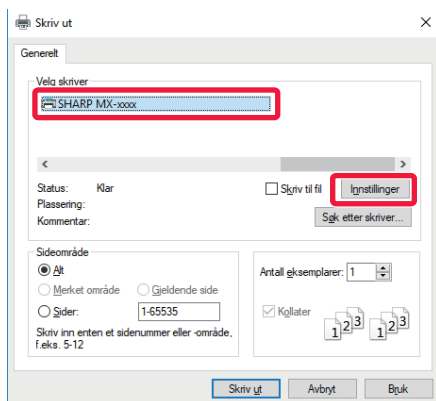 Skriv ut
Generelt
Velg skriver
SHARP MX-xxxx
Status: Klar
Plassering:
Kommentar:
Skriv til fil
Innstillinger
Søk etter skriver...
Sideområde
Alt
Merket område Gjeldende side
Sider: 1-65535
Skriv inn enten et sidenummer eller -område,
f.eks. 5-12
Antall eksemplarer: 1
Kollater
1 2 3 1 2 3
Skriv ut Avbryt Bruk